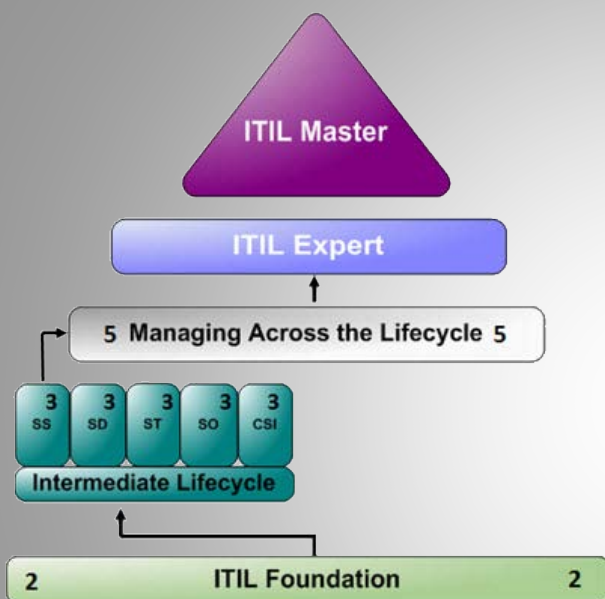 ITIL Master
ITIL Expert
5 Managing Across the Lifecycle 5
3 3 3 3 3
SS SD ST SO CSI
Intermediate Lifecycle
2 ITIL Foundation 2